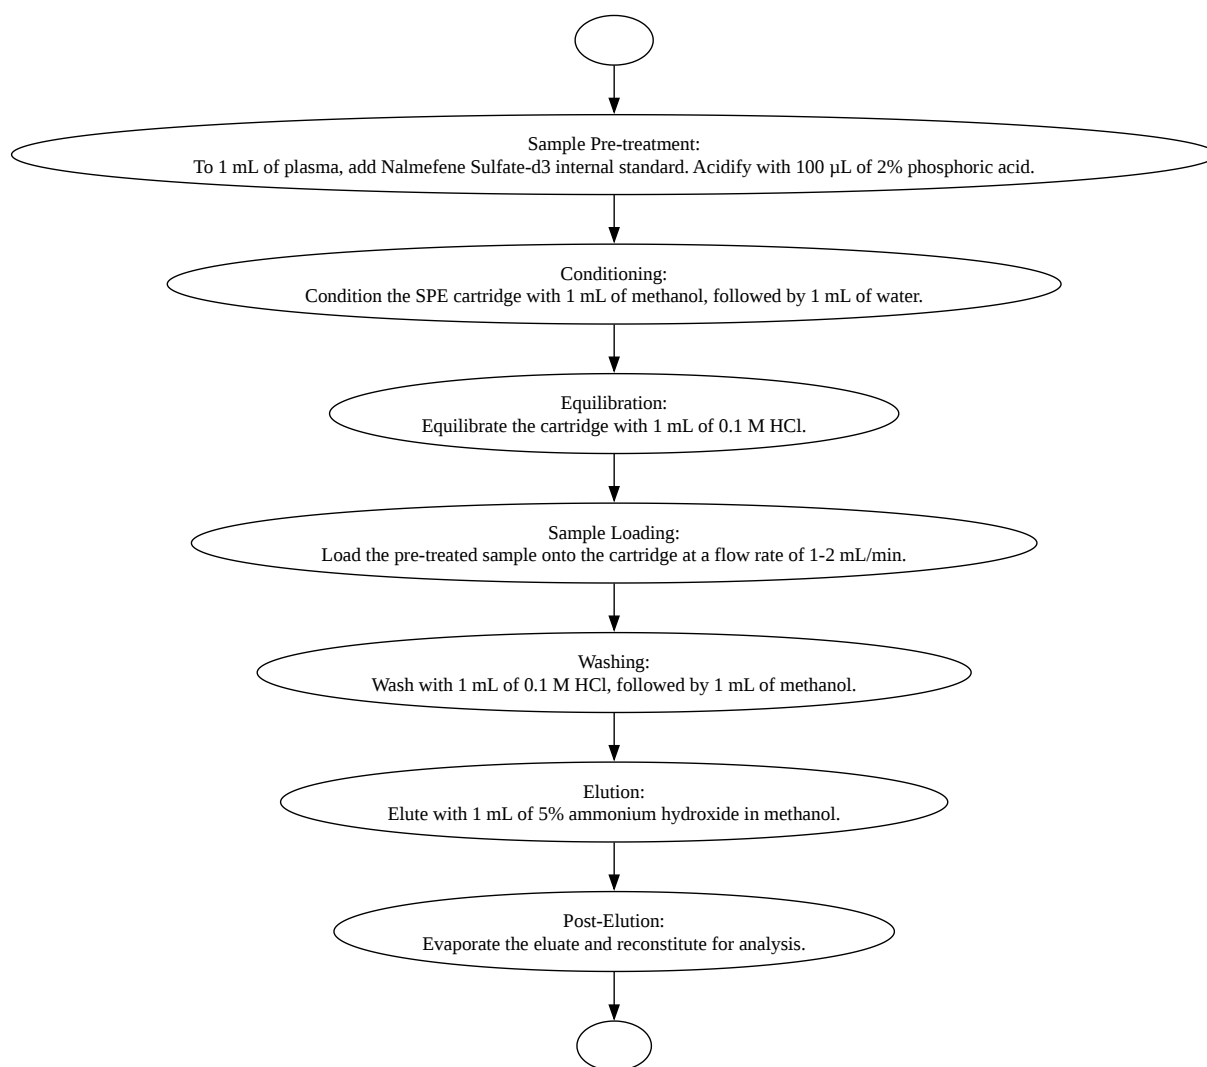 Sample Pre-treatment:
To 1 mL of plasma, add Nalmefene Sulfate-d3 internal standard. Acidify with 100 µL of 2% phosphoric acid.
Conditioning:
Condition the SPE cartridge with 1 mL of methanol, followed by 1 mL of water.
Equilibration:
Equilibrate the cartridge with 1 mL of 0.1 M HCl.
Sample Loading:
Load the pre-treated sample onto the cartridge at a flow rate of 1-2 mL/min.
Washing:
Wash with 1 mL of 0.1 M HCl, followed by 1 mL of methanol.
Elution:
Elute with 1 mL of 5% ammonium hydroxide in methanol.
Post-Elution:
Evaporate the eluate and reconstitute for analysis.